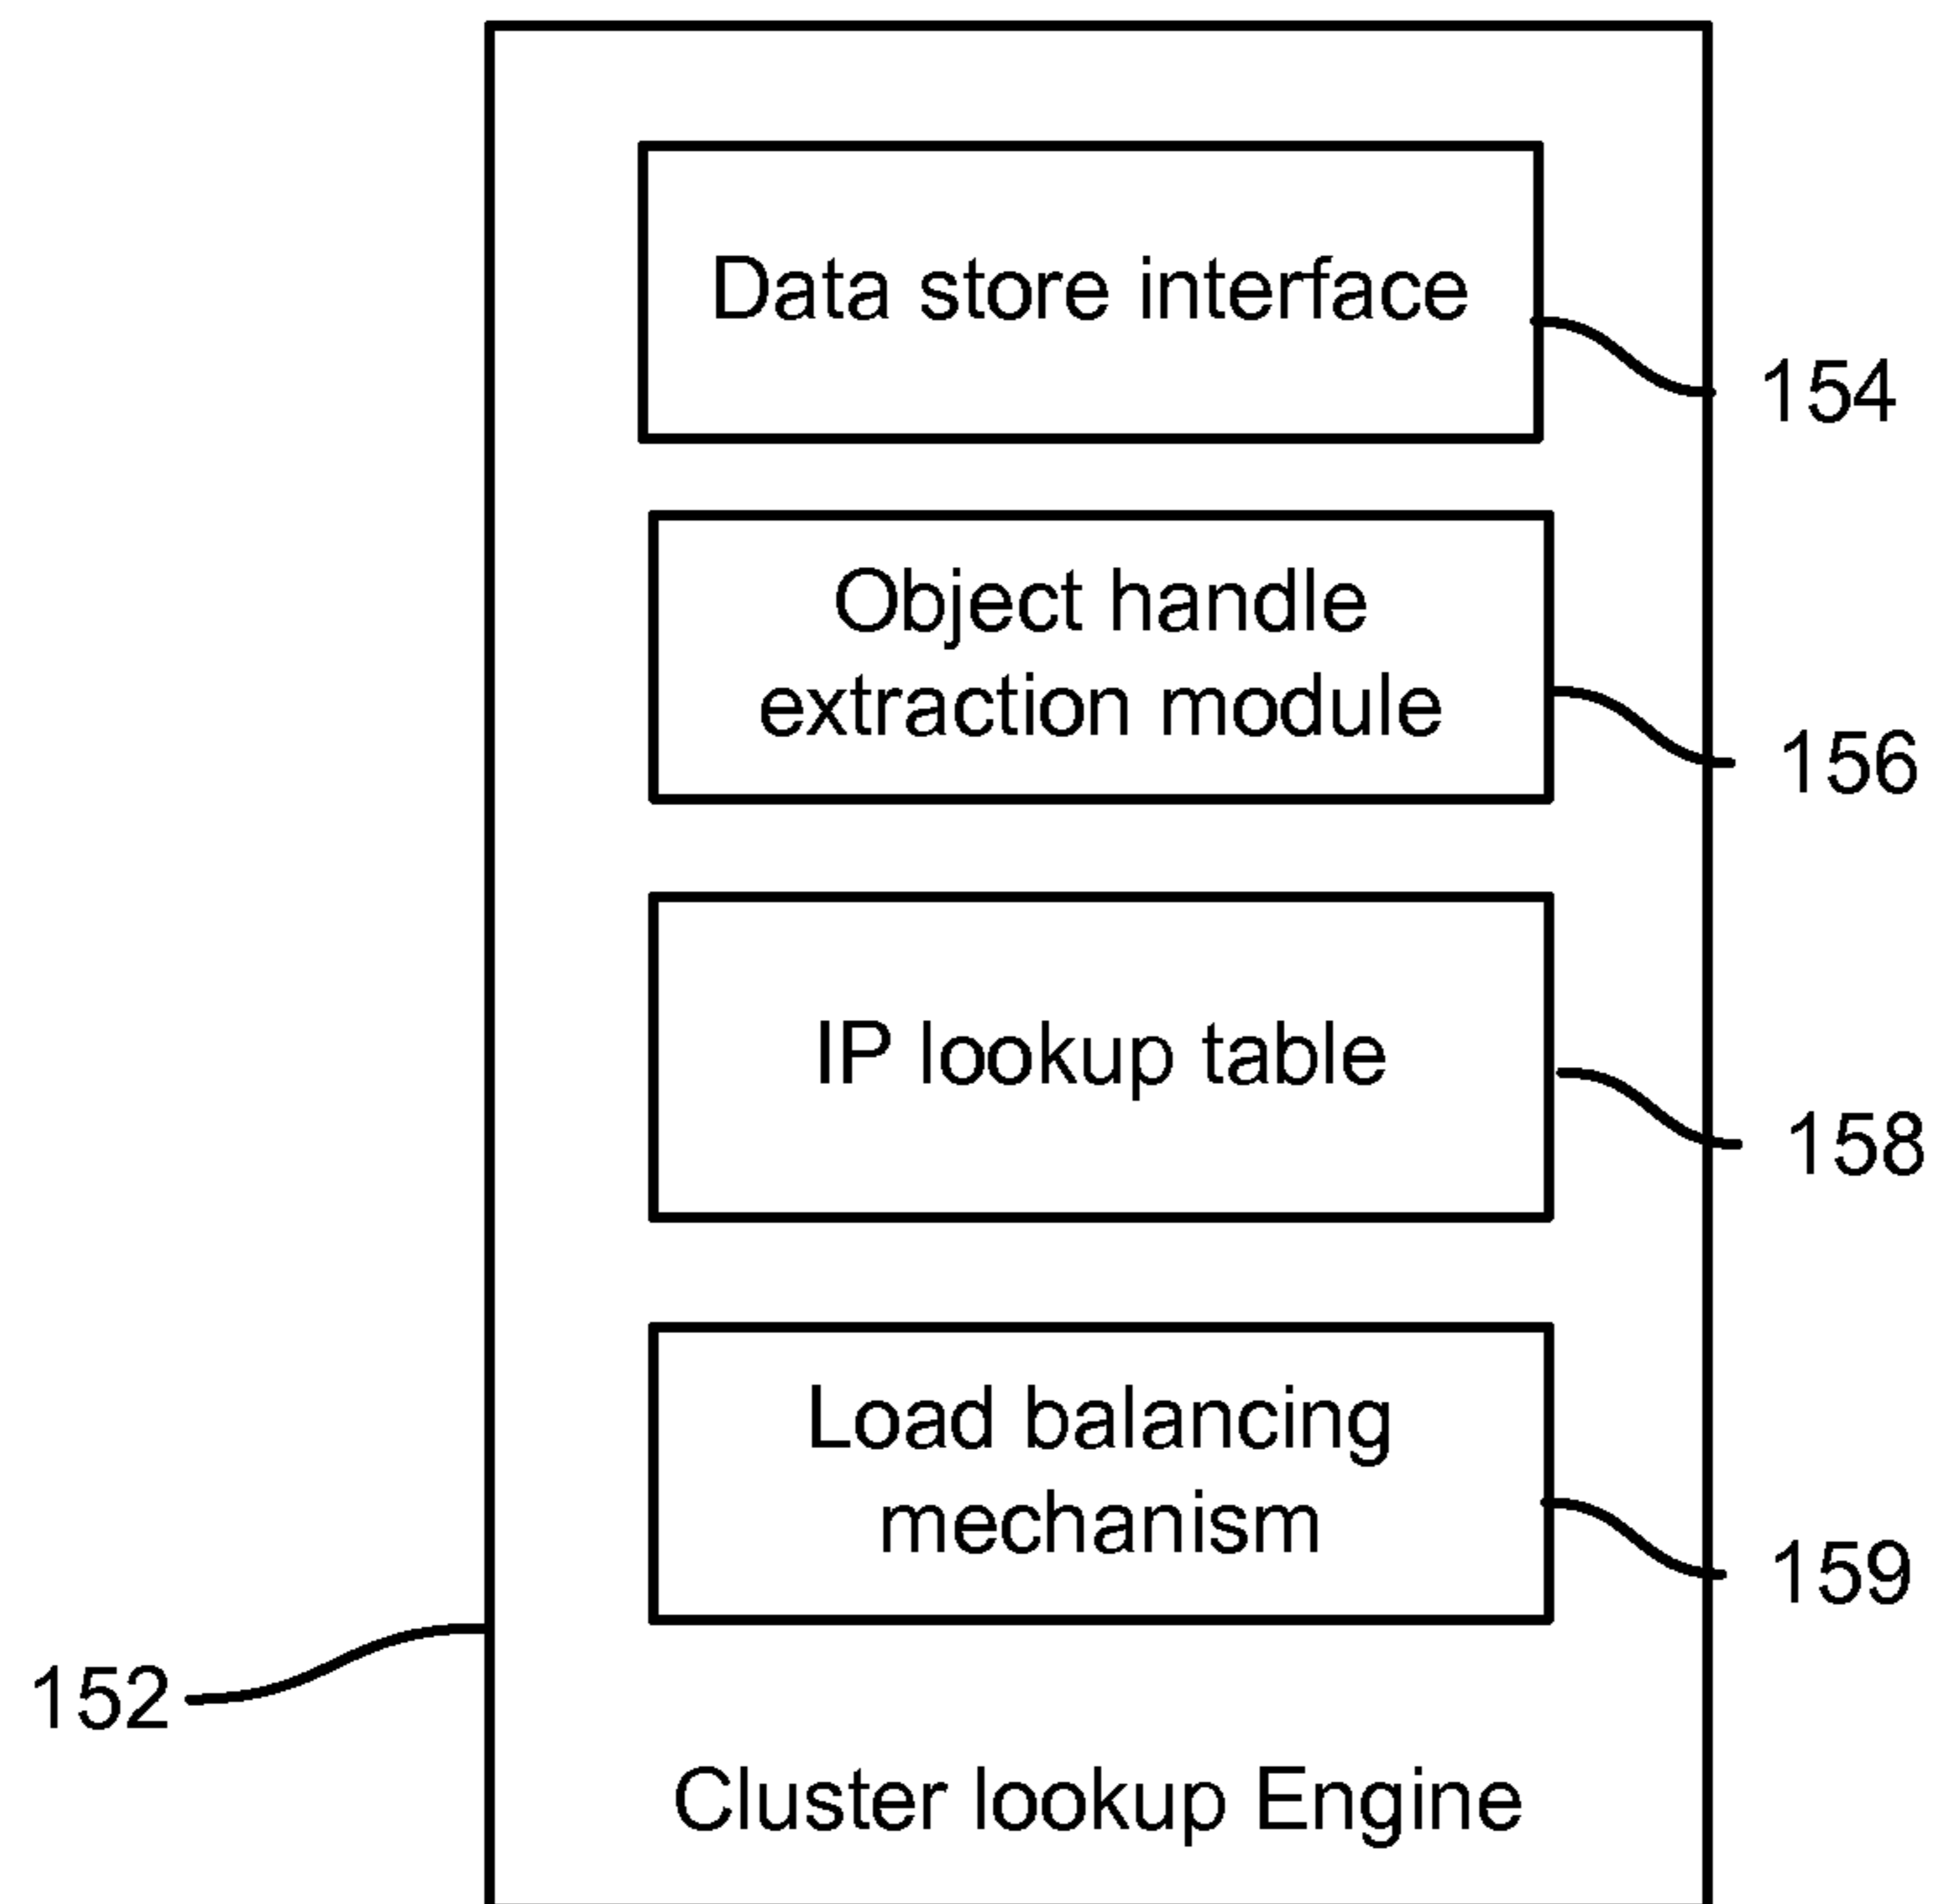 Data store interface
154
Object handle
extraction module
156
IP lookup table
158
Load balancing
mechanism
159
152
Cluster lookup Engine